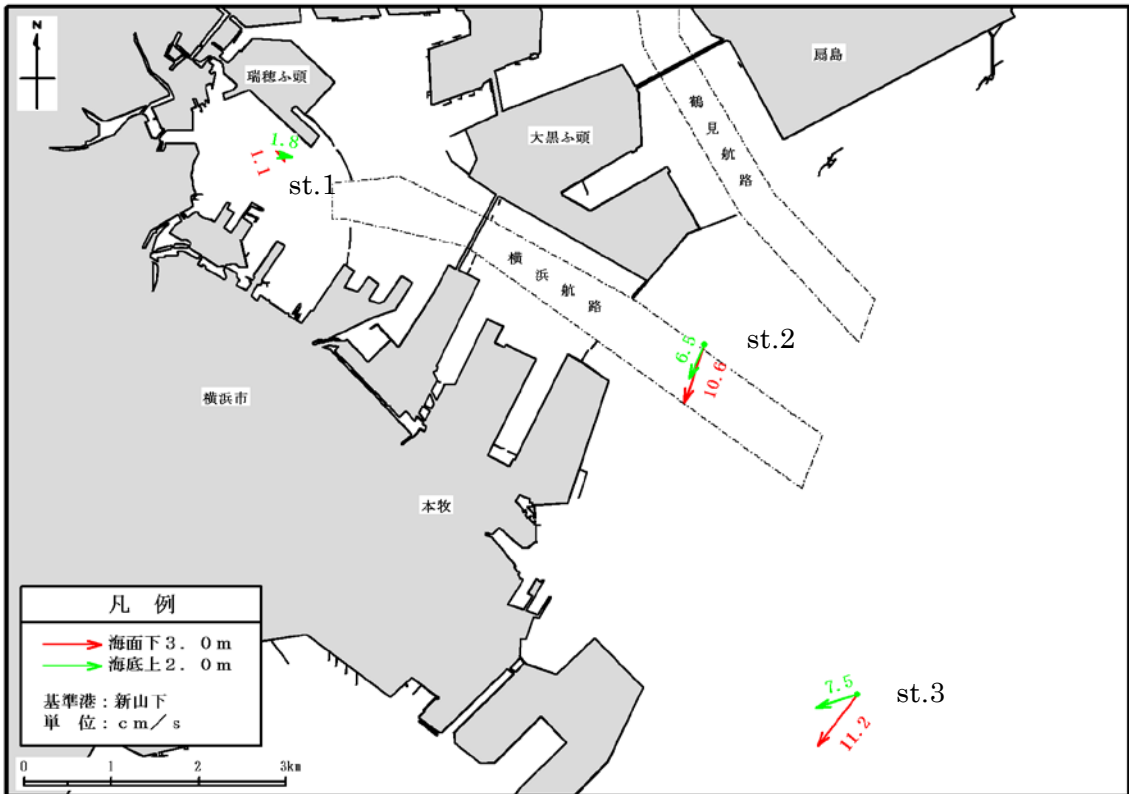 N
扇島
瑞穂ふ頭
鶴見航路
大黒ふ頭
1.8
1.1
st.1
横浜航路
st.2
6.5
10.6
横浜市
本牧
凡 例
海面下3.0m
海底上2.0m
基準港:新山下
単 位:cm/s
7.5
st.3
11.2
0 1 2 3km